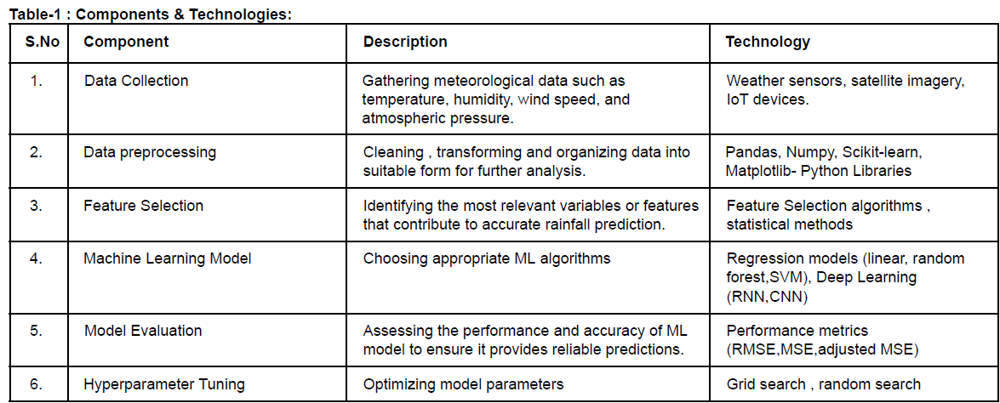 Table-1 : Components & Technologies:
S.No Component Description Technology
1. Data Collection Gathering meteorological data such as Weather sensors, satellite imagery,
temperature, humidity, wind speed, and IoT devices.
atmospheric pressure.
2. Data preprocessing Cleaning , transforming and organizing data into Pandas, Numpy, Scikit-learn,
suitable form for further analysis. Matplotlib- Python Libraries
3. Feature Selection Identifying the most relevant variables or features Feature Selection algorithms ,
that contribute to accurate rainfall prediction. statistical methods
4. Machine Learning Model Choosing appropriate ML algorithms Regression models (linear, random
forest,SVM), Deep Learning
(RNN,CNN)
5. Model Evaluation Assessing the performance and accuracy of ML Performance metrics
model to ensure it provides reliable predictions. (RMSE,MSE,adjusted MSE)
6. Hyperparameter Tuning Optimizing model parameters Grid search , random search